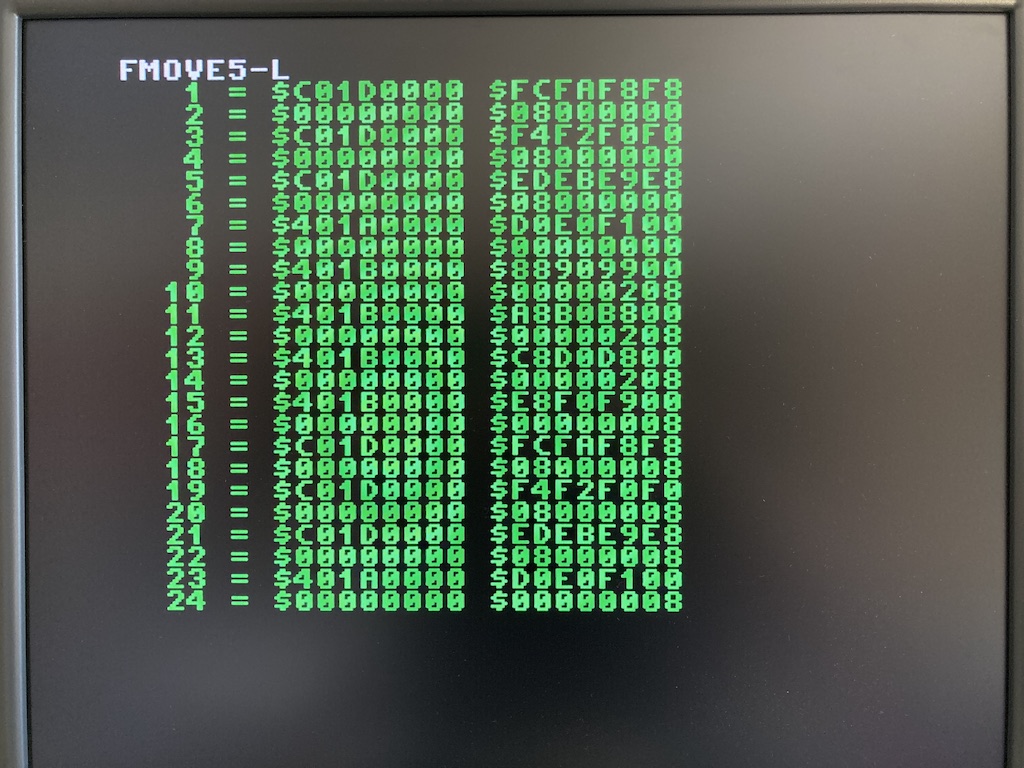 FMOVE5-L
1 = $C01D0000 $FCFAF8F8
2 = $00000000 $08000008
3 = $C01D0000 $F4F2F0F0
4 = $00000000 $08000000
5 = $C01D0000 $EDEBE9E8
6 = $00000000 $08000000
7 = $401A0000 $D0E0F100
8 = $00000000 $00000000
9 = $401B0000 $88909900
10 = $00000000 $00000208
11 = $401B0000 $A8B0B800
12 = $00000000 $00000208
13 = $401B0000 $C8D0D800
14 = $00000000 $00000208
15 = $401B0000 $E8F0F900
16 = $00000000 $00000008
17 = $C01D0000 $FCFAF8F8
18 = $00000000 $08000008
19 = $C01D0000 $F4F2F0F0
20 = $00000000 $08000008
21 = $C01D0000 $EDEBE9E8
22 = $00000000 $08000008
23 = $401A0000 $D0E0F100
24 = $00000000 $00000008